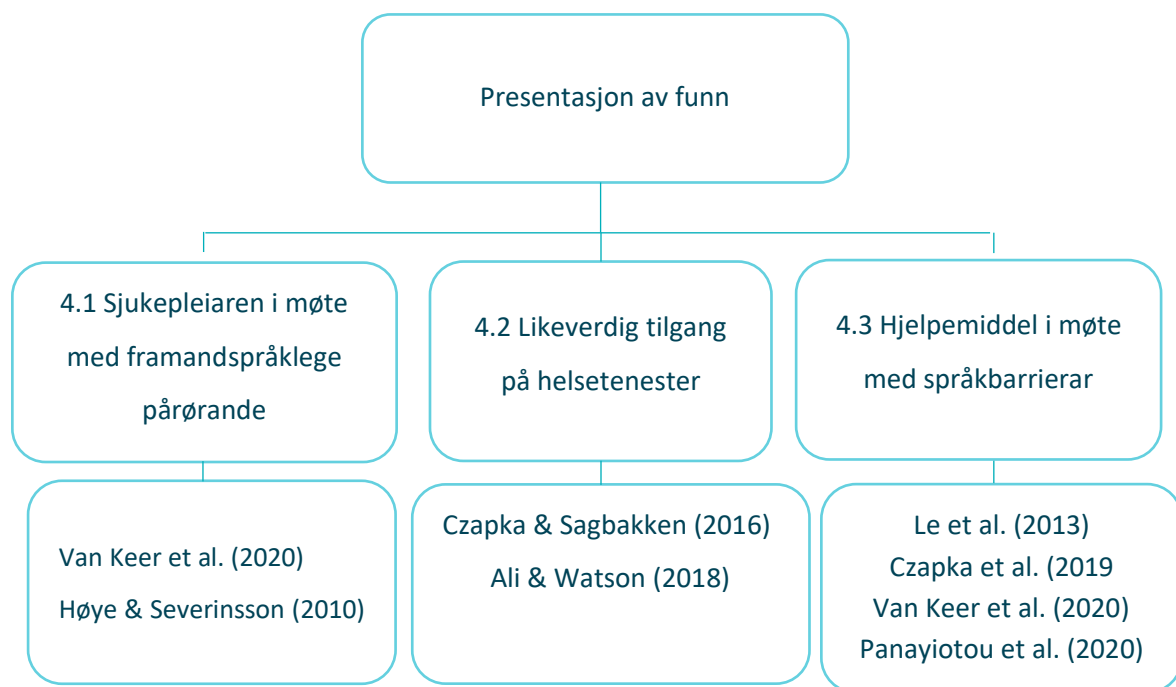 Presentasjon av funn
4.1 Sjukepleiaren i møte
med framandspråklege
pårørande
4.2 Likeverdig tilgang
på helsetenester
4.3 Hjelpemiddel i møte
med språkbarrierar
Van Keer et al. (2020)
Høye & Severinsson (2010)
Czapka & Sagbakken (2016)
Ali & Watson (2018)
Le et al. (2013)
Czapka et al. (2019
Van Keer et al. (2020)
Panayiotou et al. (2020)